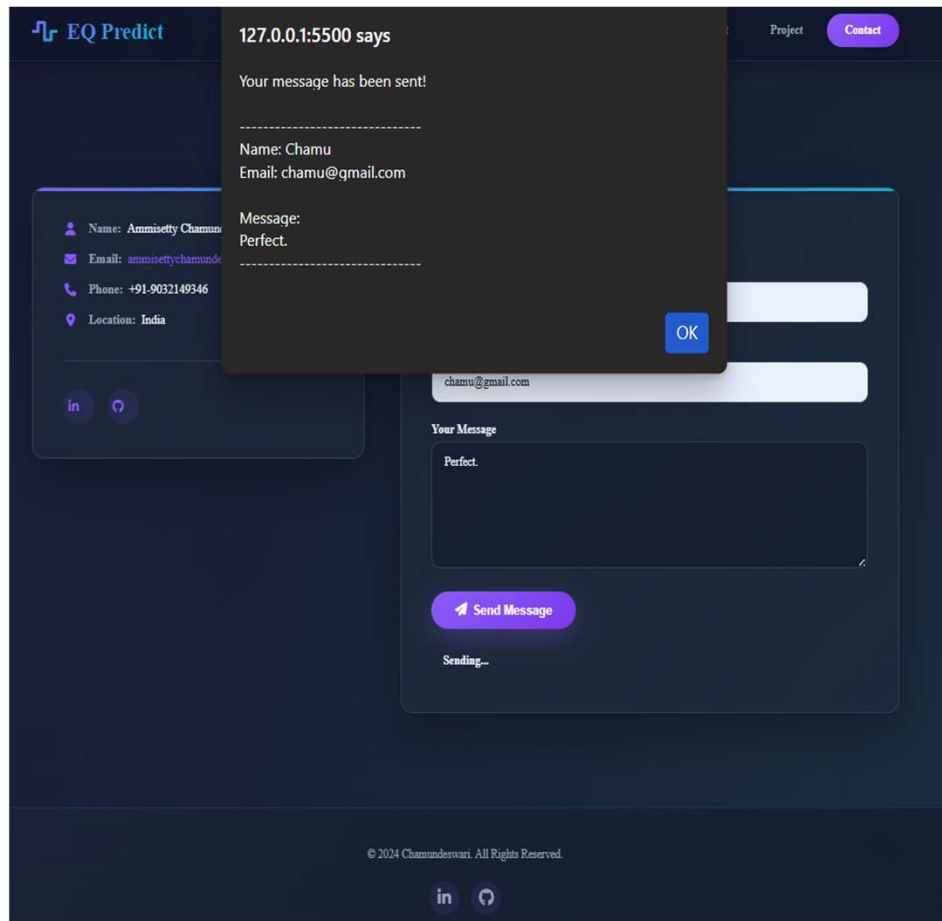 EQ Predict
Project
Contact
127.0.0.1:5500 says
Your message has been sent!
-------------------------------
Name: Chamu
Email: chamu@gmail.com
Message:
Perfect.
-------------------------------
OK
Name: Ammisetty Chamun
Email: ammisettychamunde
Phone: +91-9032149346
Location: India
in
chamu@gmail.com
Your Message
Perfect.
Send Message
Sending...
© 2024 Chamundeswari. All Rights Reserved.
in